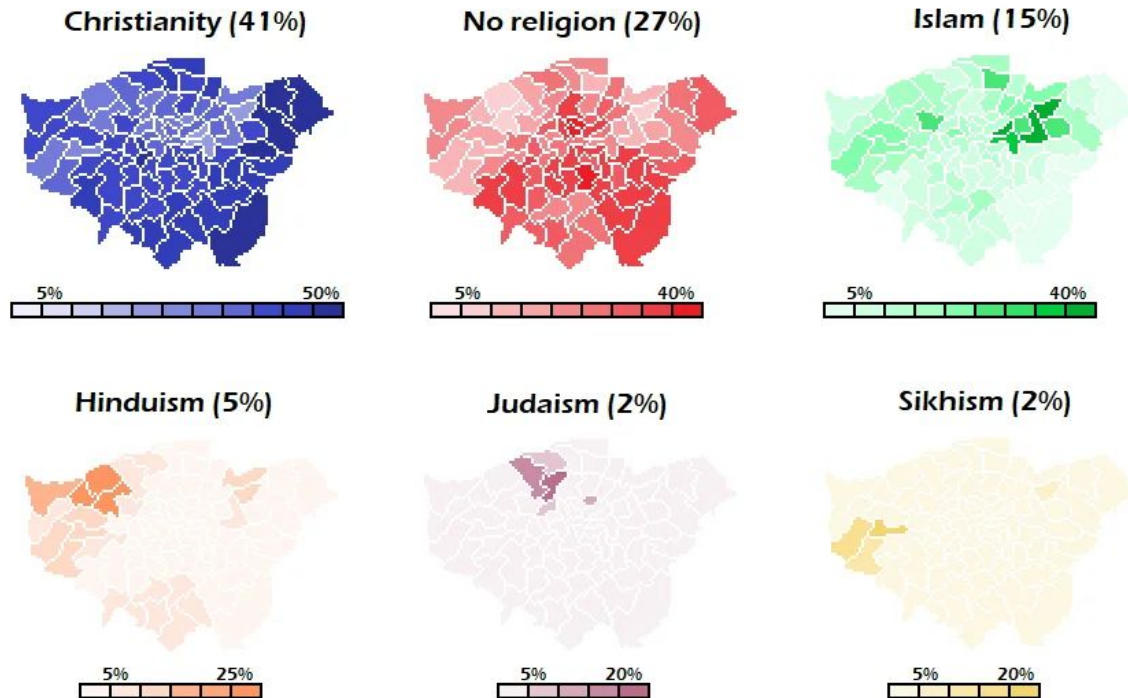 Christianity (41%)
No religion (27%)
Islam (15%)
5% 50%
5% 40%
5% 40%
Hinduism (5%)
Judaism (2%)
Sikhism (2%)
5% 25%
5% 20%
5% 20%